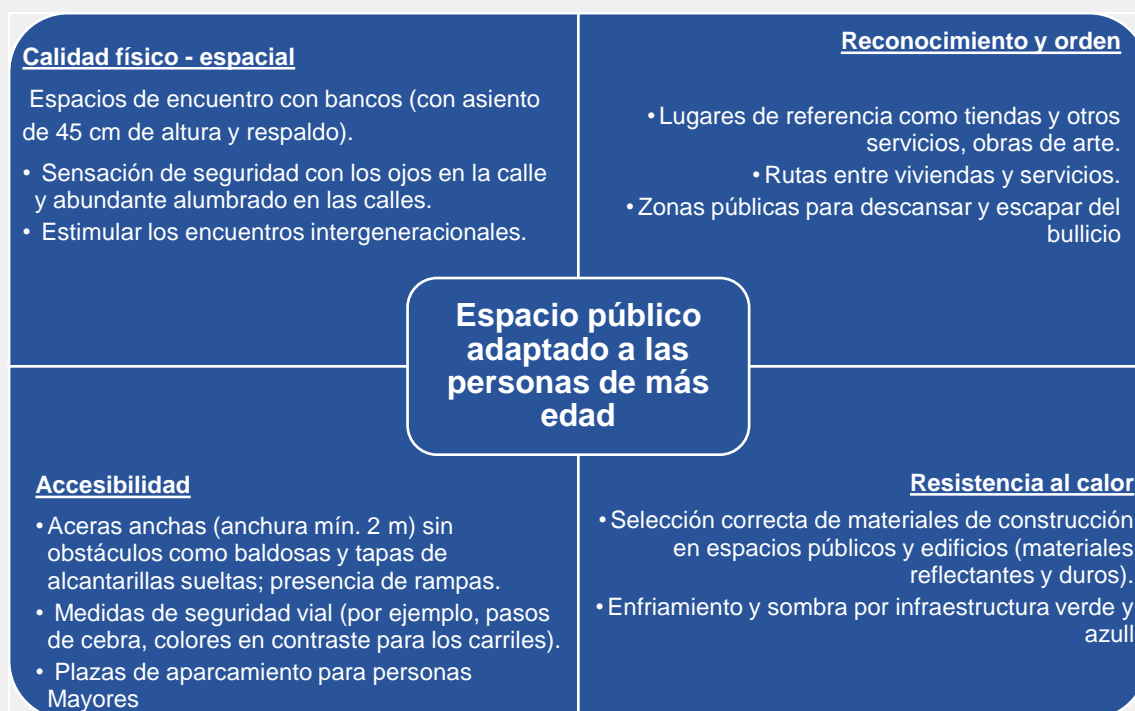 Calidad físico - espacial
Espacios de encuentro con bancos (con asiento
de 45 cm de altura y respaldo).
• Sensación de seguridad con los ojos en la calle
y abundante alumbrado en las calles.
• Estimular los encuentros intergeneracionales.
Reconocimiento y orden
• Lugares de referencia como tiendas y otros
servicios, obras de arte.
• Rutas entre viviendas y servicios.
• Zonas públicas para descansar y escapar del
bullicio
Espacio público
adaptado a las
personas de más
edad
Accesibilidad
• Aceras anchas (anchura mín. 2 m) sin
obstáculos como baldosas y tapas de
alcantarillas sueltas; presencia de rampas.
• Medidas de seguridad vial (por ejemplo, pasos
de cebra, colores en contraste para los carriles).
• Plazas de aparcamiento para personas
Mayores
Resistencia al calor
• Selección correcta de materiales de construcción
en espacios públicos y edificios (materiales
reflectantes y duros).
• Enfriamiento y sombra por infraestructura verde y
azull